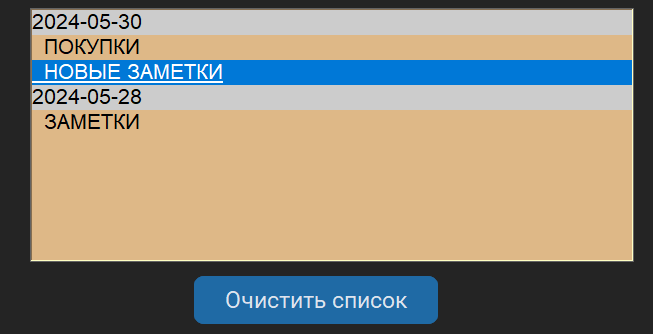 2024-05-30
ПОКУПКИ
НОВЫЕ ЗАМЕТКИ
2024-05-28
ЗАМЕТКИ
Очистить список